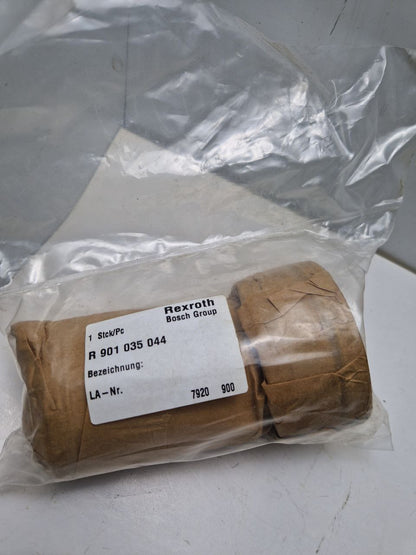 Rexroth
Bosch Group
1 Stck/Pc
R 901 035 044
Bezeichnung:
LA-Nr. 7920 900